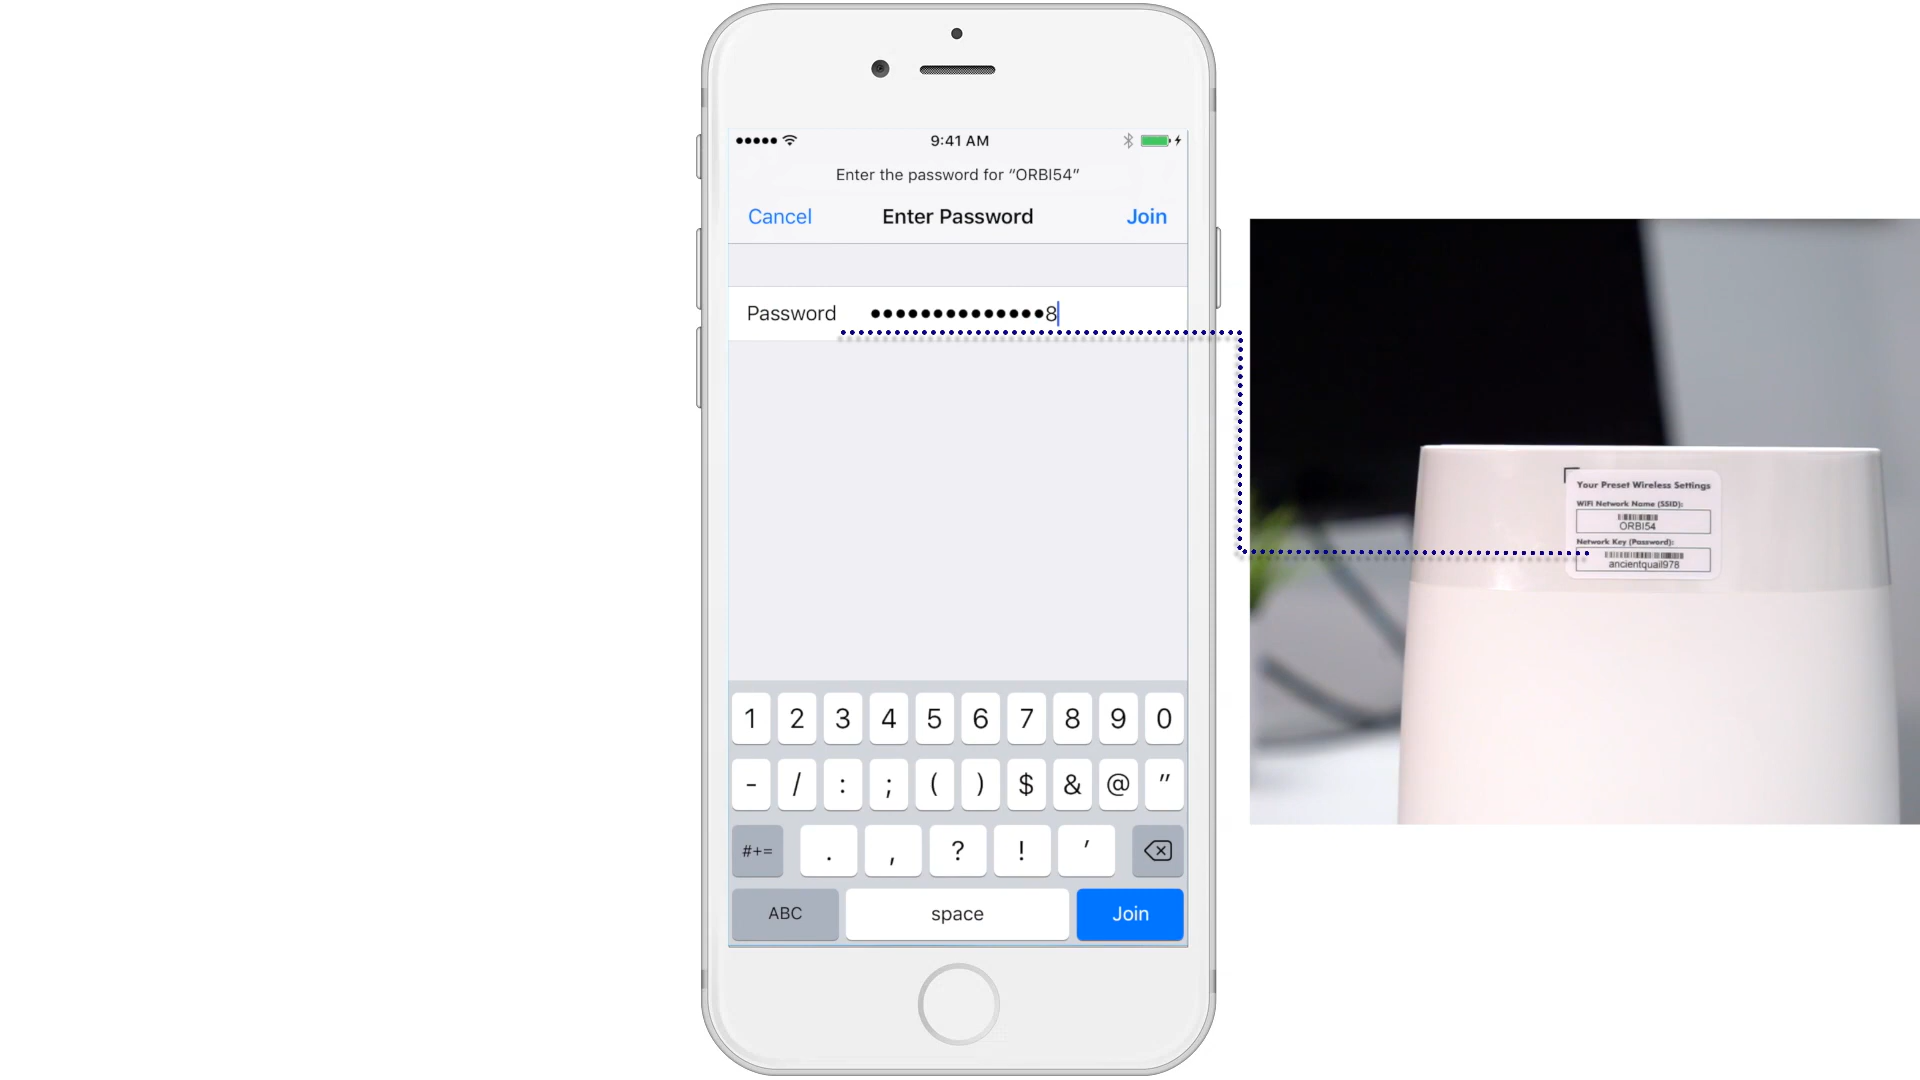 9:41 AM
Enter the password for “ORBI54”
Cancel Enter Password Join
Password ••••••••••••••8
1 2 3 4 5 6 7 8 9 0
- / : ; ( ) $ & @ "
#+= . , ? ! '
ABC space Join
Your Preset Wireless Settings
WiFi Network Name (SSID):
ORBI54
Network Key (Password):
ancientquail978